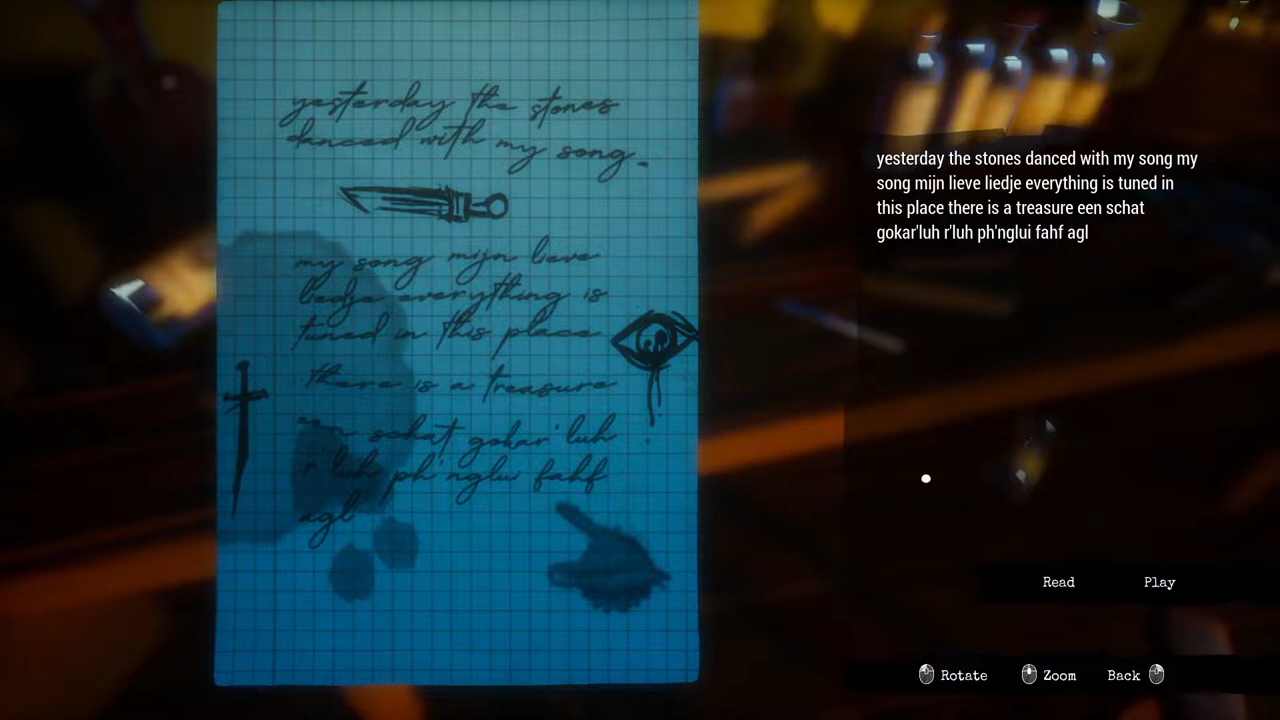 yesterday the stones
danced with my song.
my song mijn lieve
liedje everything is
tuned in this place
there is a treasure
een schat gokar'luh
r'luh ph'nglui fahf
agl
yesterday the stones danced with my song my
song mijn lieve liedje everything is tuned in
this place there is a treasure een schat
gokar'luh r'luh ph'nglui fahf agl
Read Play
Rotate Zoom Back